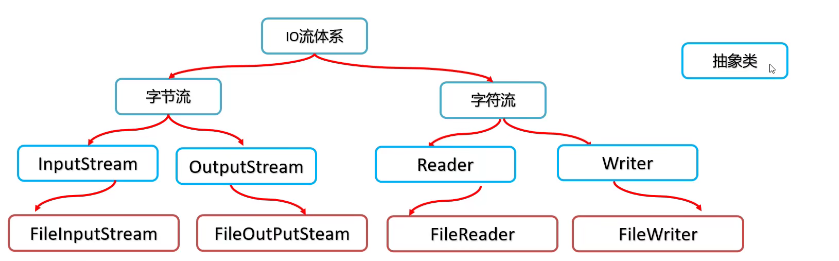 IO流体系
抽象类
字节流
字符流
InputStream
OutputStream
Reader
Writer
FileInputStream
FileOutPutSteam
FileReader
FileWriter